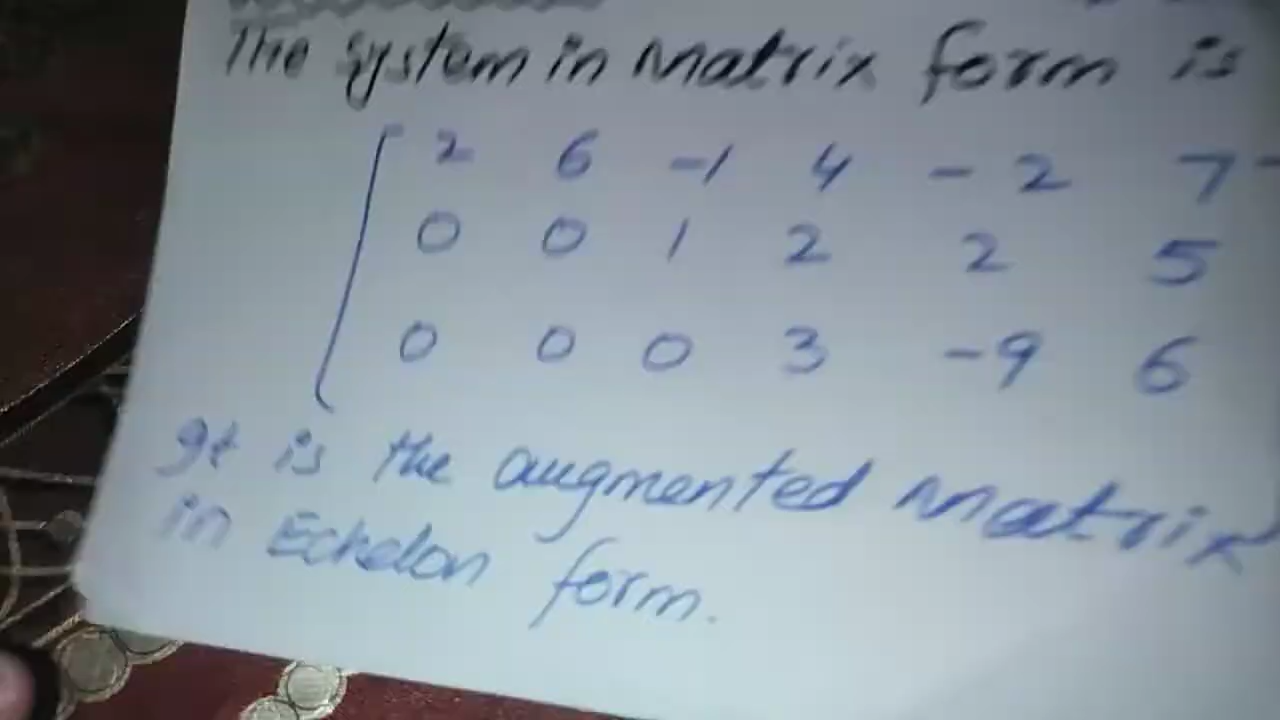 The system in Matrix form is
2 6 -1 4 -2 7
0 0 1 2 2 5
0 0 0 3 -9 6
It is the augmented Matrix
in Echelon form.